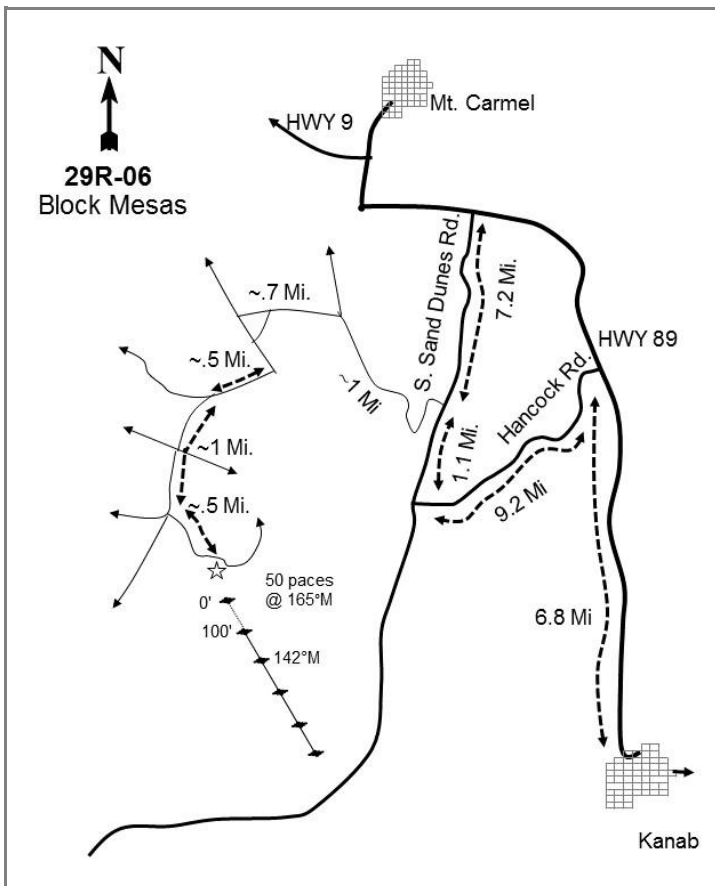 N
29R-06
Block Mesas
HWY 9
Mt. Carmel
S. Sand Dunes Rd.
7.2 Mi.
HWY 89
Hancock Rd.
~.7 Mi.
~.5 Mi.
~1 Mi
1.1 Mi.
9.2 Mi
~1 Mi.
~.5 Mi.
50 paces
@ 165°M
0'
100'
142°M
6.8 Mi
Kanab